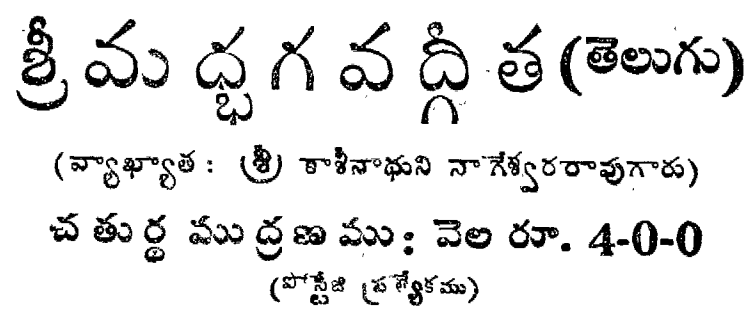 శ్రీమద్భగవద్గీత (తెలుగు)
(వ్యాఖ్యాత : శ్రీ కాశీనాథుని నాగేశ్వరరావుగారు)
చతుర్థ ముద్రణము: వెల రూ. 4-0-0
(పోస్టేజి ప్రత్యేకము)